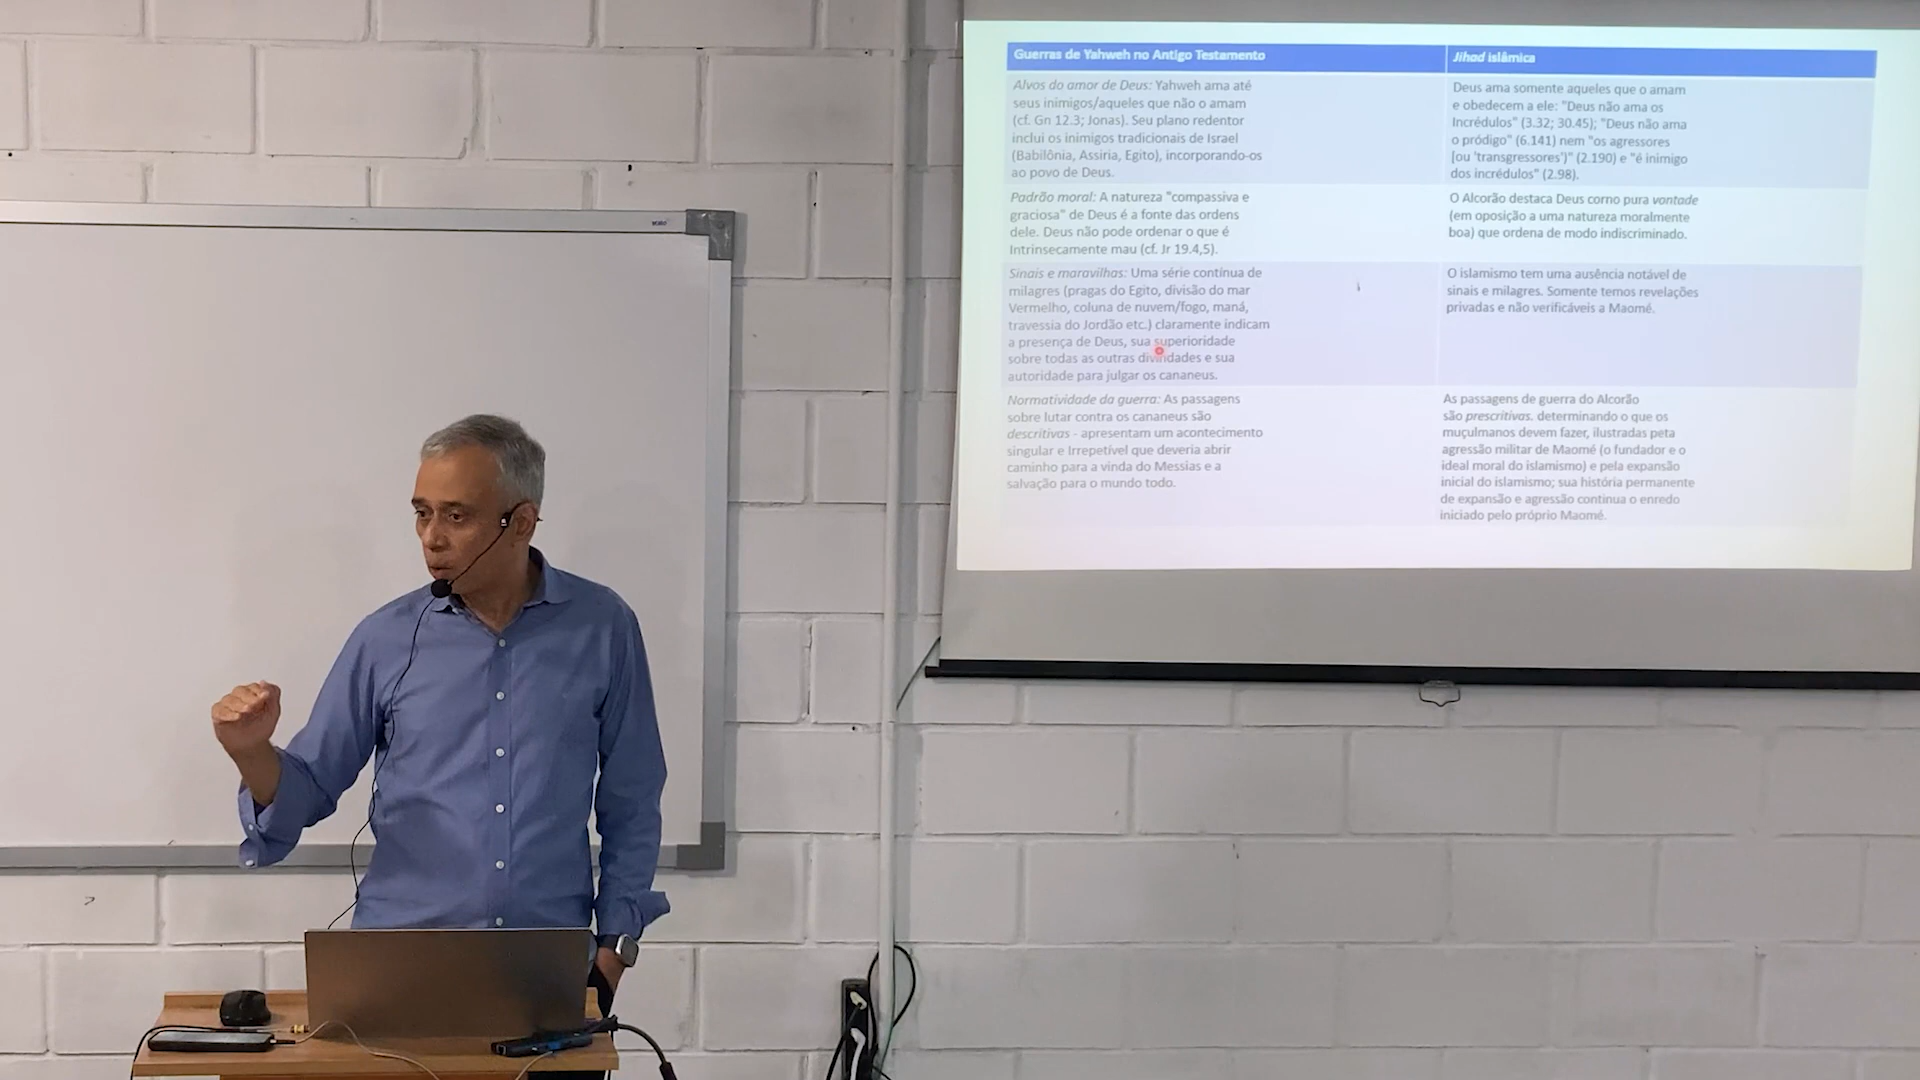 Guerras de Yahweh no Antigo Testamento
Jihad islâmica
Alvos do amor de Deus: Yahweh ama até
seus inimigos/aqueles que não o amam
(cf. Gn 12.3; Jonas). Seu plano redentor
inclui os inimigos tradicionais de Israel
(Babilônia, Assiria, Egito), incorporando-os
ao povo de Deus.
Deus ama somente aqueles que o amam
e obedecem a ele: "Deus não ama os
Incrédulos" (3.32; 30.45); "Deus não ama
o pródigo" (6.141) nem "os agressores
[ou 'transgressores')" (2.190) e "é inimigo
dos incrédulos" (2.98).
Padrão moral: A natureza "compassiva e
graciosa" de Deus é a fonte das ordens
dele. Deus não pode ordenar o que é
Intrinsecamente mau (cf. Jr 19.4,5).
O Alcorão destaca Deus corno pura vontade
(em oposição a uma natureza moralmente
boa) que ordena de modo indiscriminado.
Sinais e maravilhas: Uma série contínua de
milagres (pragas do Egito, divisão do mar
Vermelho, coluna de nuvem/fogo, maná,
travessia do Jordão etc.) claramente indicam
a presença de Deus, sua superioridade
sobre todas as outras divindades e sua
autoridade para julgar os cananeus.
O islamismo tem uma ausência notável de
sinais e milagres. Somente temos revelações
privadas e não verificáveis a Maomé.
Normatividade da guerra: As passagens
sobre lutar contra os cananeus são
descritivas - apresentam um acontecimento
singular e Irrepetível que deveria abrir
caminho para a vinda do Messias e a
salvação para o mundo todo.
As passagens de guerra do Alcorão
são prescritivas. determinando o que os
muçulmanos devem fazer, ilustradas peta
agressão militar de Maomé (o fundador e o
ideal moral do islamismo) e pela expansão
inicial do islamismo; sua história permanente
de expansão e agressão continua o enredo
iniciado pelo próprio Maomé.